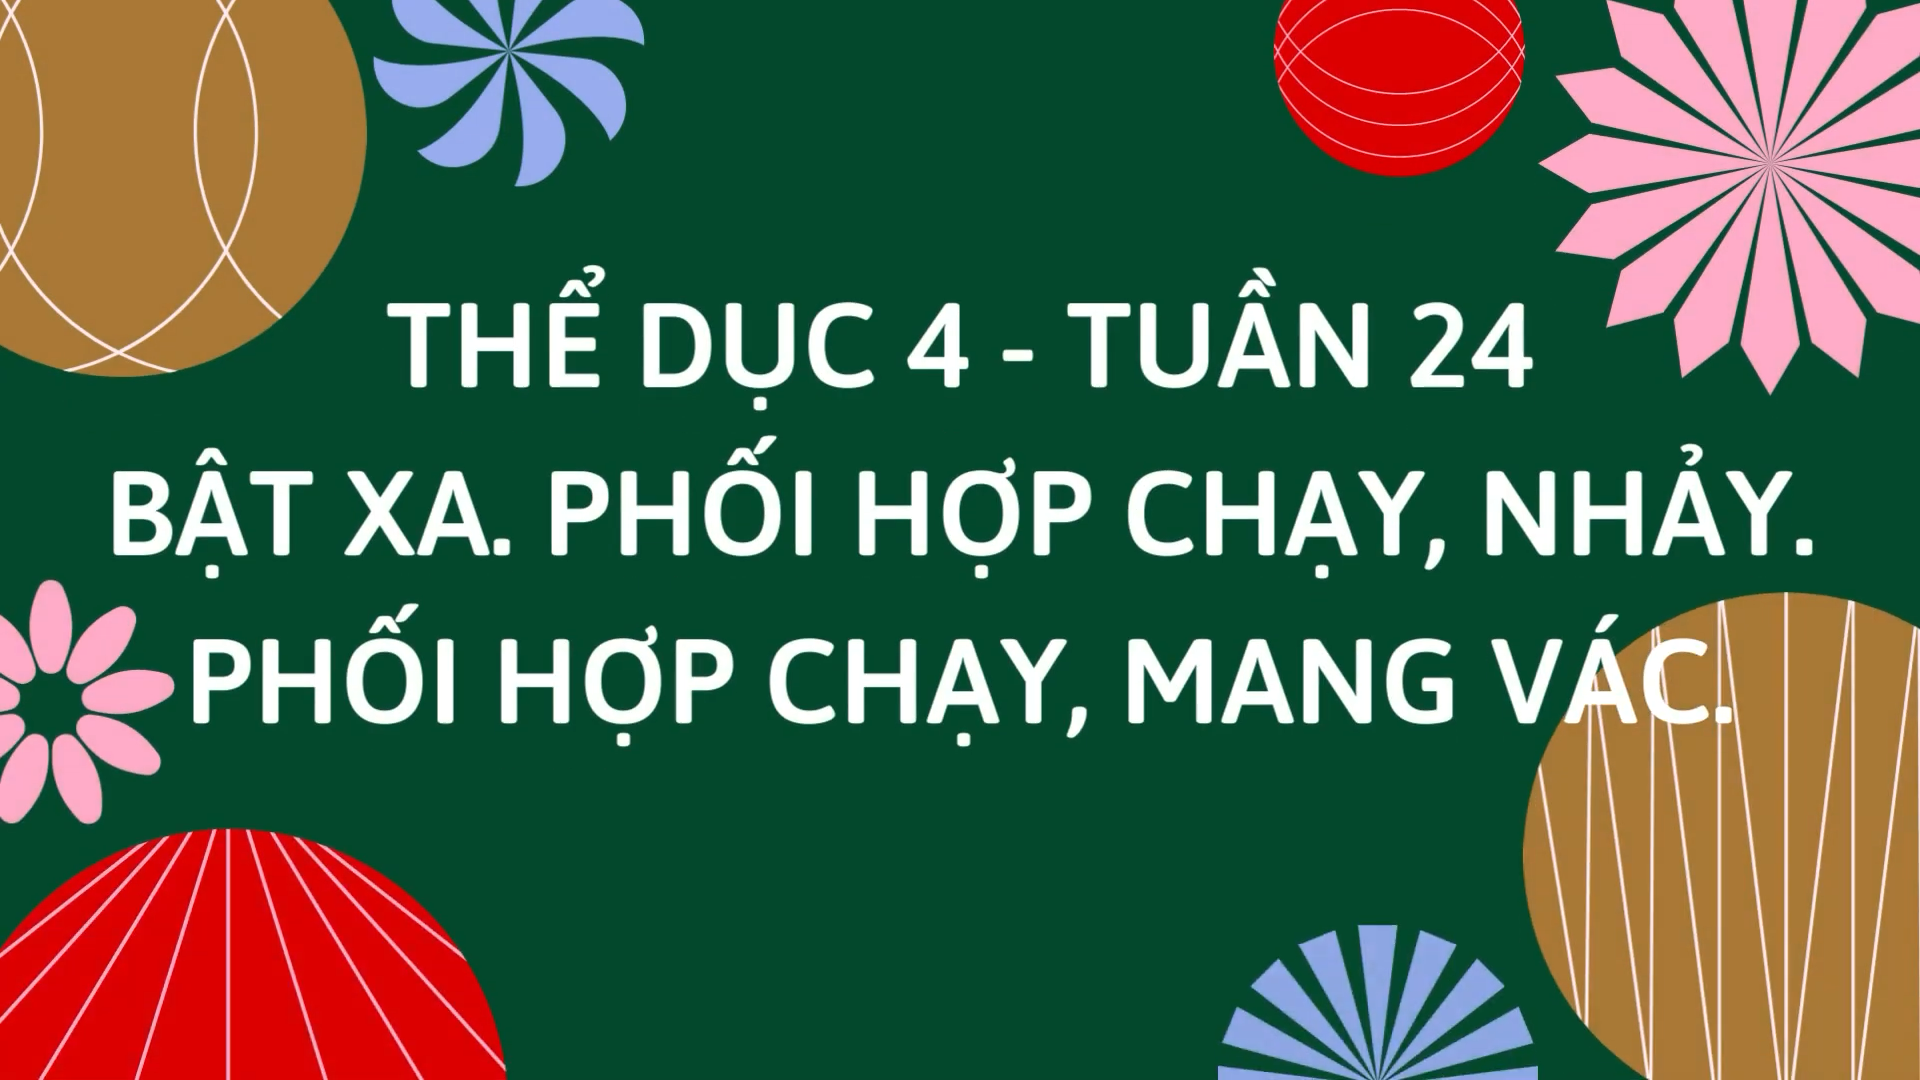 THỂ DỤC 4 - TUẦN 24
BẬT XA. PHỐI HỢP CHẠY, NHẢY.
PHỐI HỢP CHẠY, MANG VÁC.